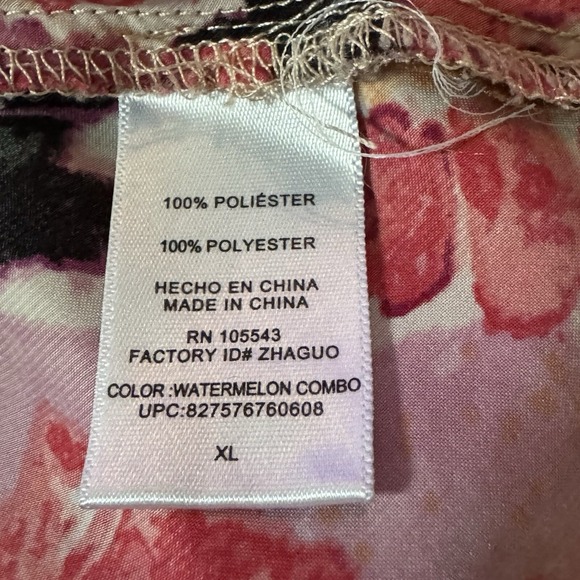 100% POLIÉSTER
100% POLYESTER
HECHO EN CHINA
MADE IN CHINA
RN 105543
FACTORY ID# ZHAGUO
COLOR :WATERMELON COMBO
UPC:827576760608
XL